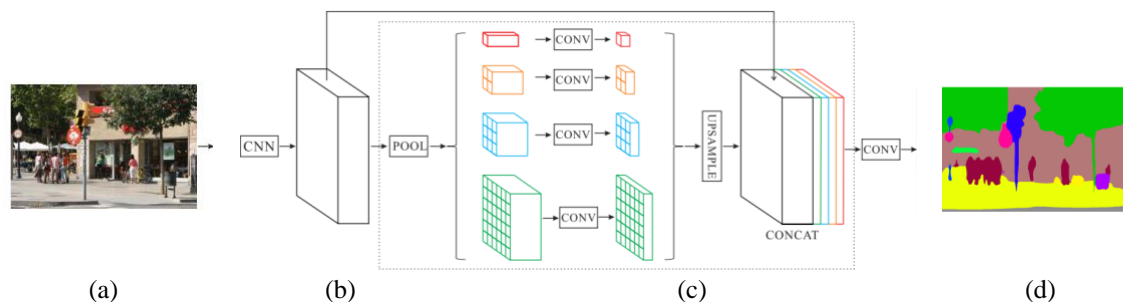 CNN
POOL
CONV
CONV
CONV
CONV
UPSAMPLE
CONCAT
CONV
(a) (b) (c) (d)